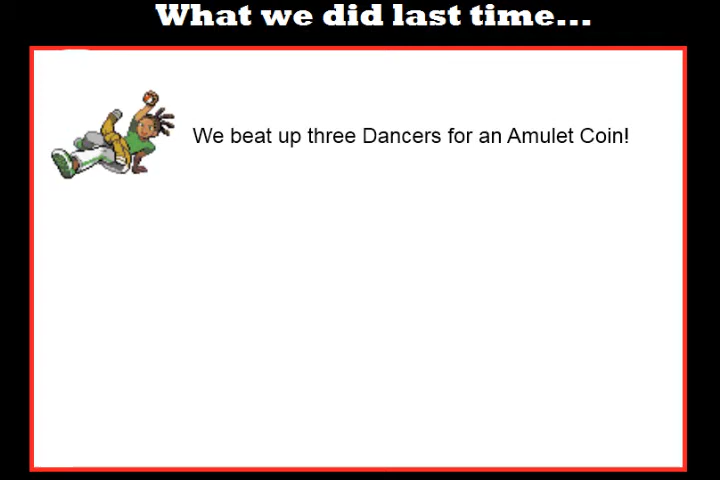 What we did last time...
We beat up three Dancers for an Amulet Coin!